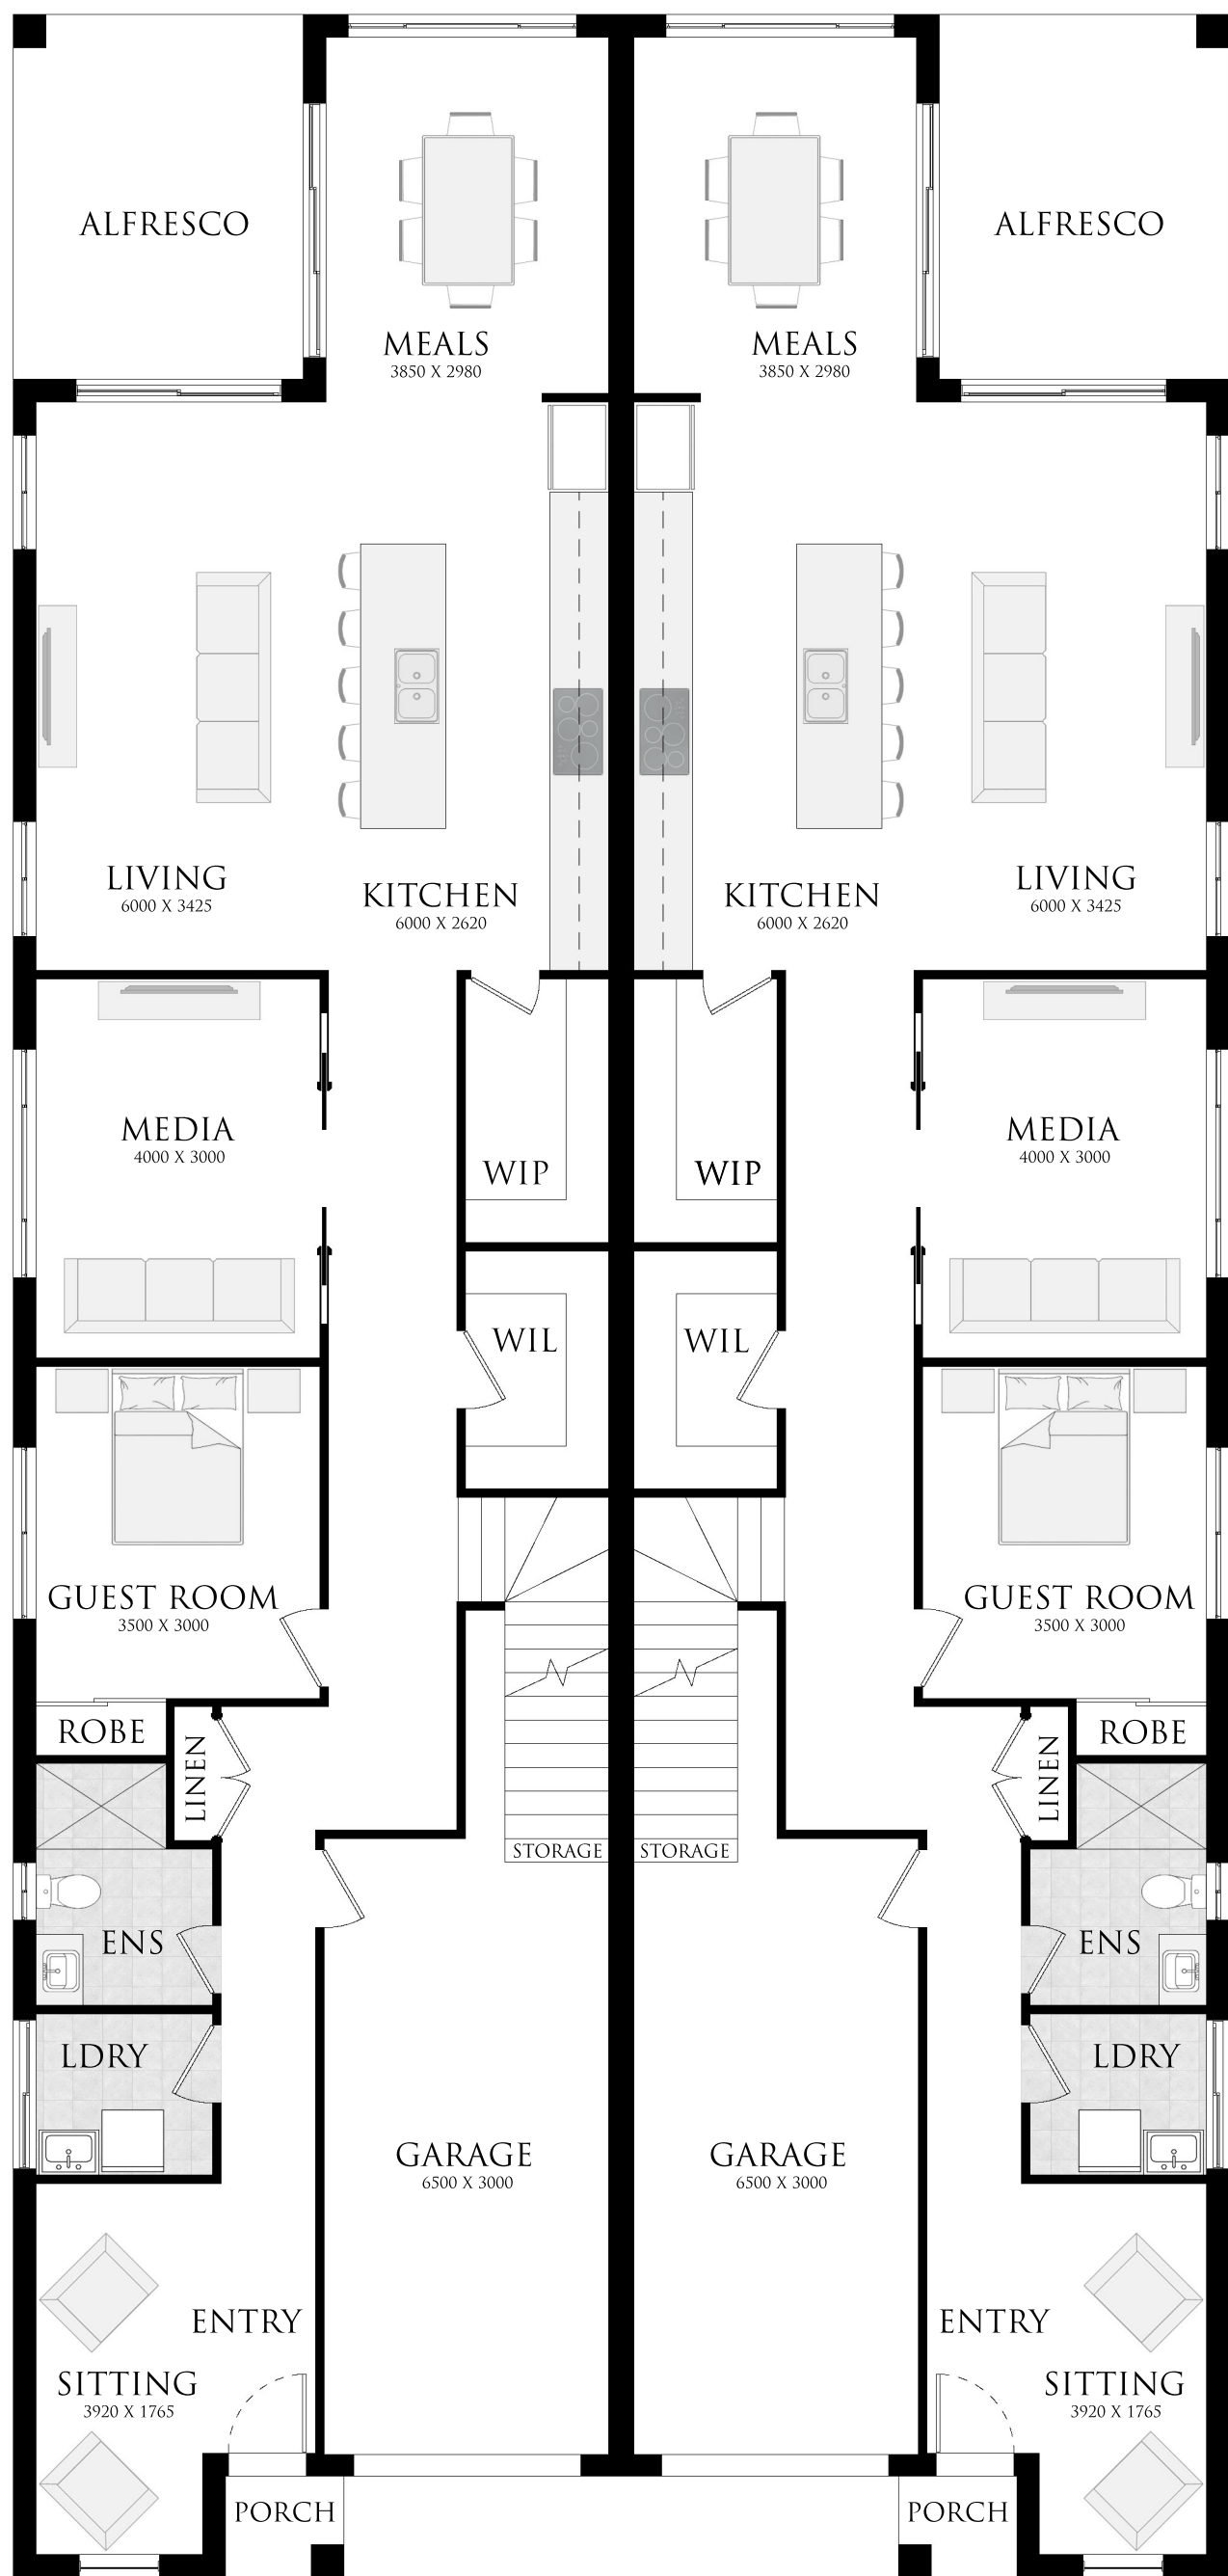 ALFRESCO
ALFRESCO
MEALS
3850 X 2980
MEALS
3850 X 2980
LIVING
6000 X 3425
KITCHEN
6000 X 2620
KITCHEN
6000 X 2620
LIVING
6000 X 3425
MEDIA
4000 X 3000
WIP
WIP
MEDIA
4000 X 3000
WIL
WIL
GUEST ROOM
3500 X 3000
GUEST ROOM
3500 X 3000
ROBE
LINEN
LINEN
ROBE
STORAGE
STORAGE
ENS
ENS
LDRY
LDRY
GARAGE
6500 X 3000
GARAGE
6500 X 3000
ENTRY
ENTRY
SITTING
3920 X 1765
SITTING
3920 X 1765
PORCH
PORCH